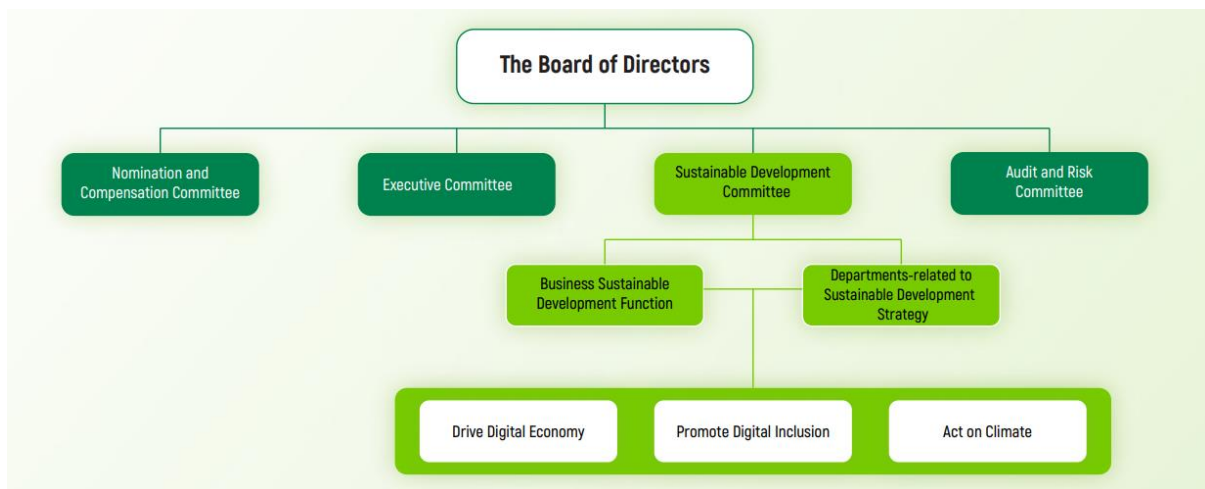 The Board of Directors
Nomination and
Compensation Committee
Executive Committee
Sustainable Development
Committee
Audit and Risk
Committee
Business Sustainable
Development Function
Departments-related to
Sustainable Development
Strategy
Drive Digital Economy
Promote Digital Inclusion
Act on Climate